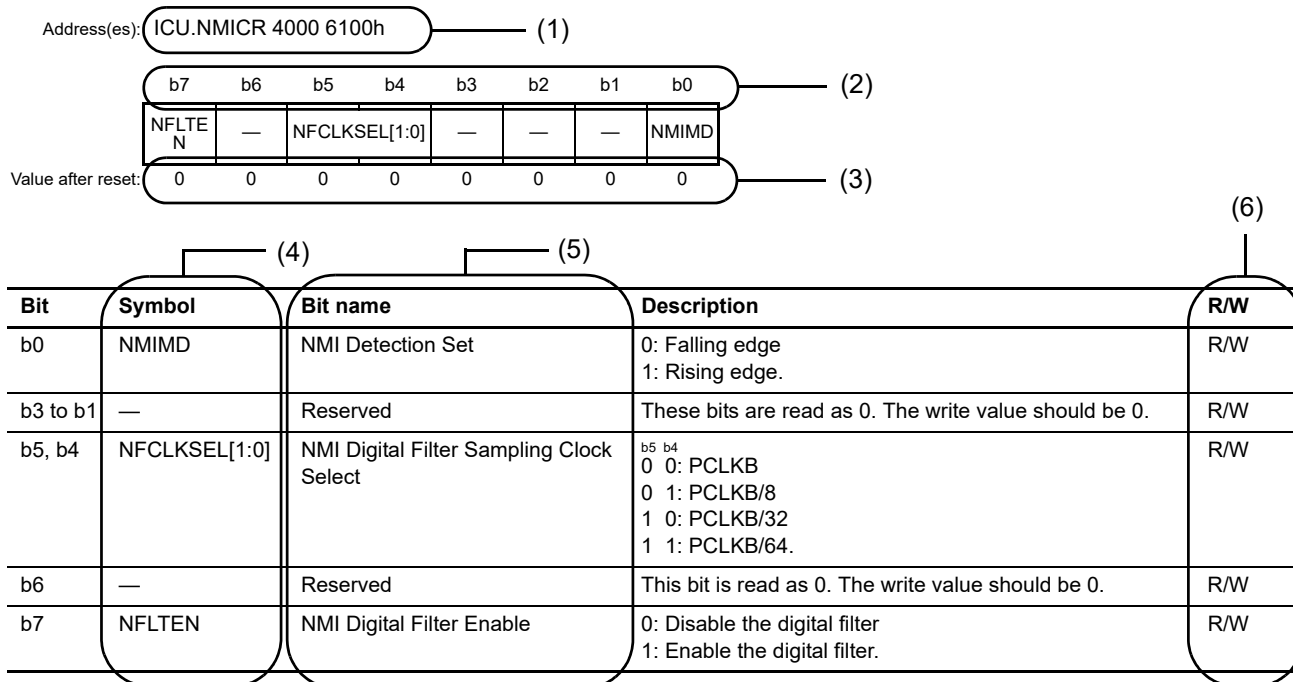 Address(es): ICU.NMICR 4000 6100h (1)
b7 b6 b5 b4 b3 b2 b1 b0 (2)
NFLTE
N — NFCLKSEL[1:0] — — — NMIMD
Value after reset: 0 0 0 0 0 0 0 0 (3)
(6)
(4) (5)
Bit Symbol Bit name Description R/W
b0 NMIMD NMI Detection Set 0: Falling edge R/W
1: Rising edge.
b3 to b1 — Reserved These bits are read as 0. The write value should be 0. R/W
b5, b4 NFCLKSEL[1:0] NMI Digital Filter Sampling Clock b5 b4 R/W
Select 0 0: PCLKB
0 1: PCLKB/8
1 0: PCLKB/32
1 1: PCLKB/64.
b6 — Reserved This bit is read as 0. The write value should be 0. R/W
b7 NFLTEN NMI Digital Filter Enable 0: Disable the digital filter R/W
1: Enable the digital filter.